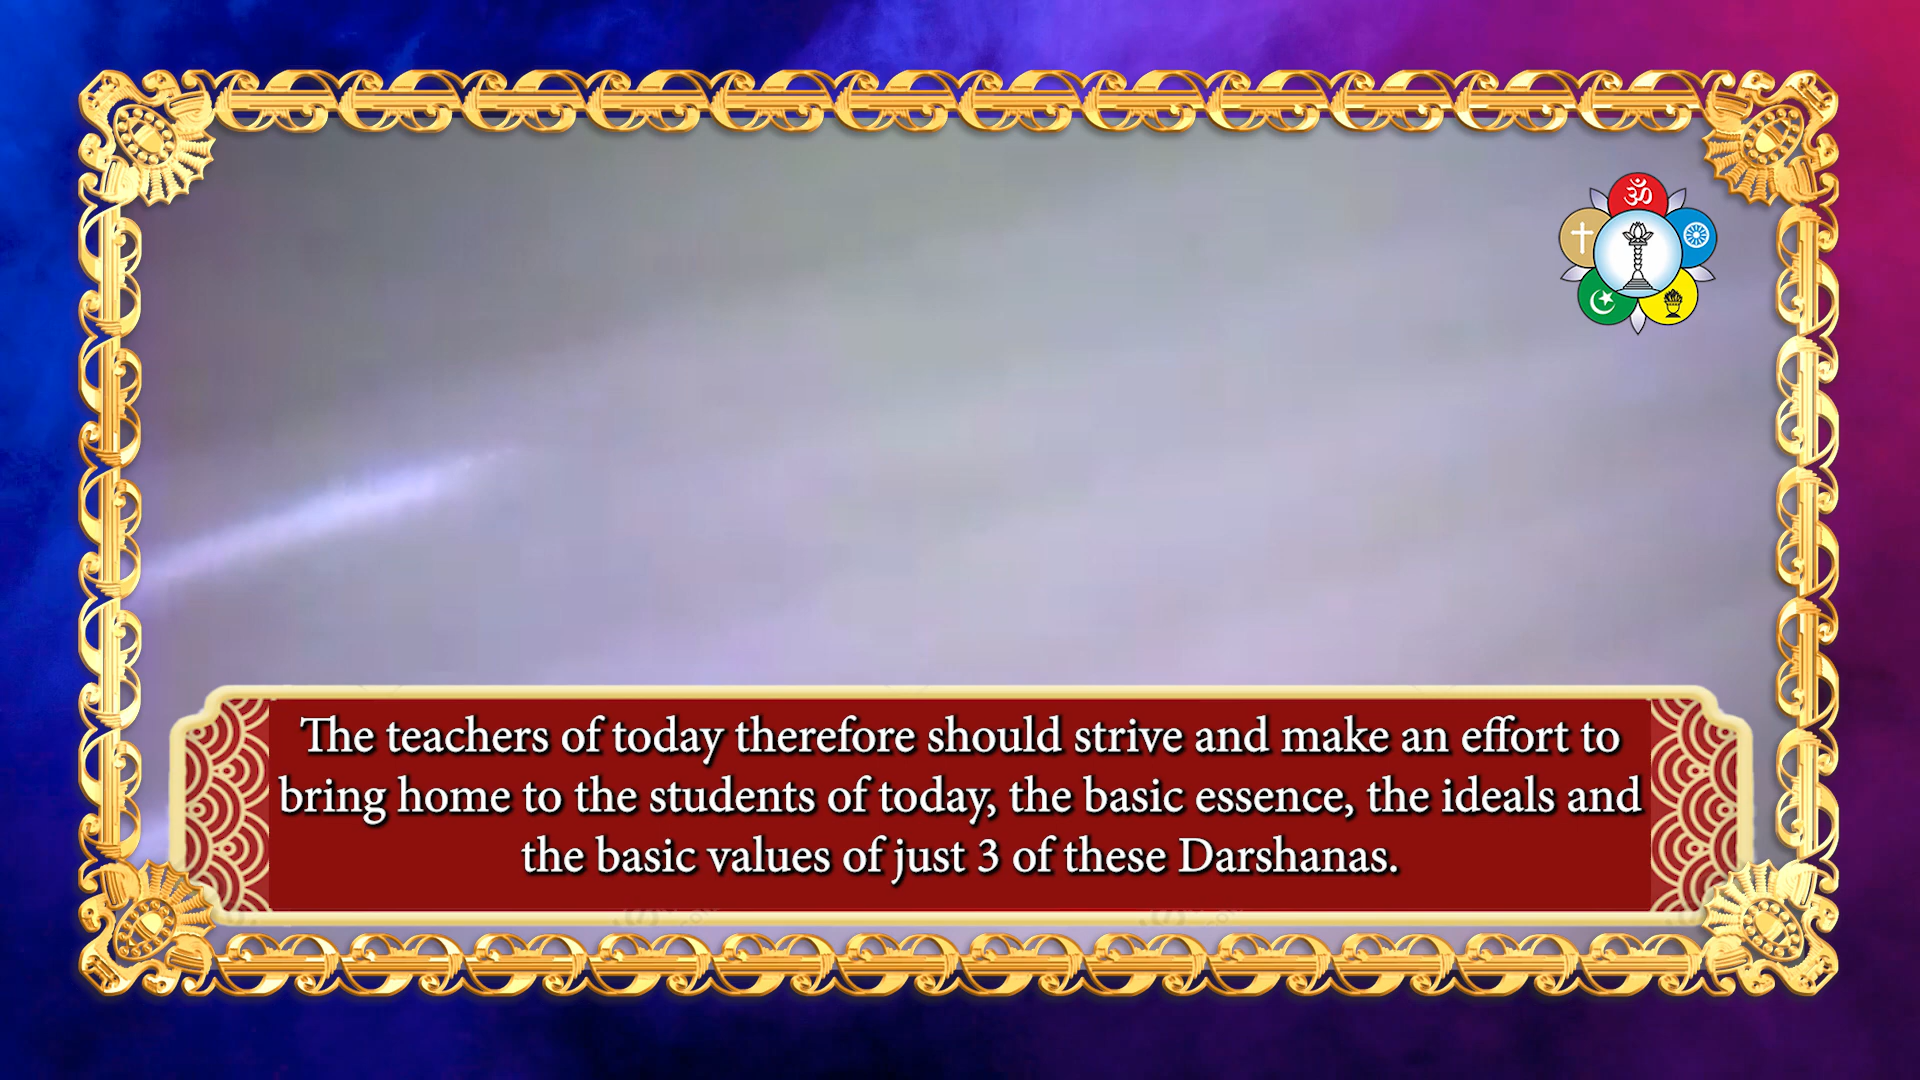 ॐ
The teachers of today therefore should strive and make an effort to
bring home to the students of today, the basic essence, the ideals and
the basic values of just 3 of these Darshanas.